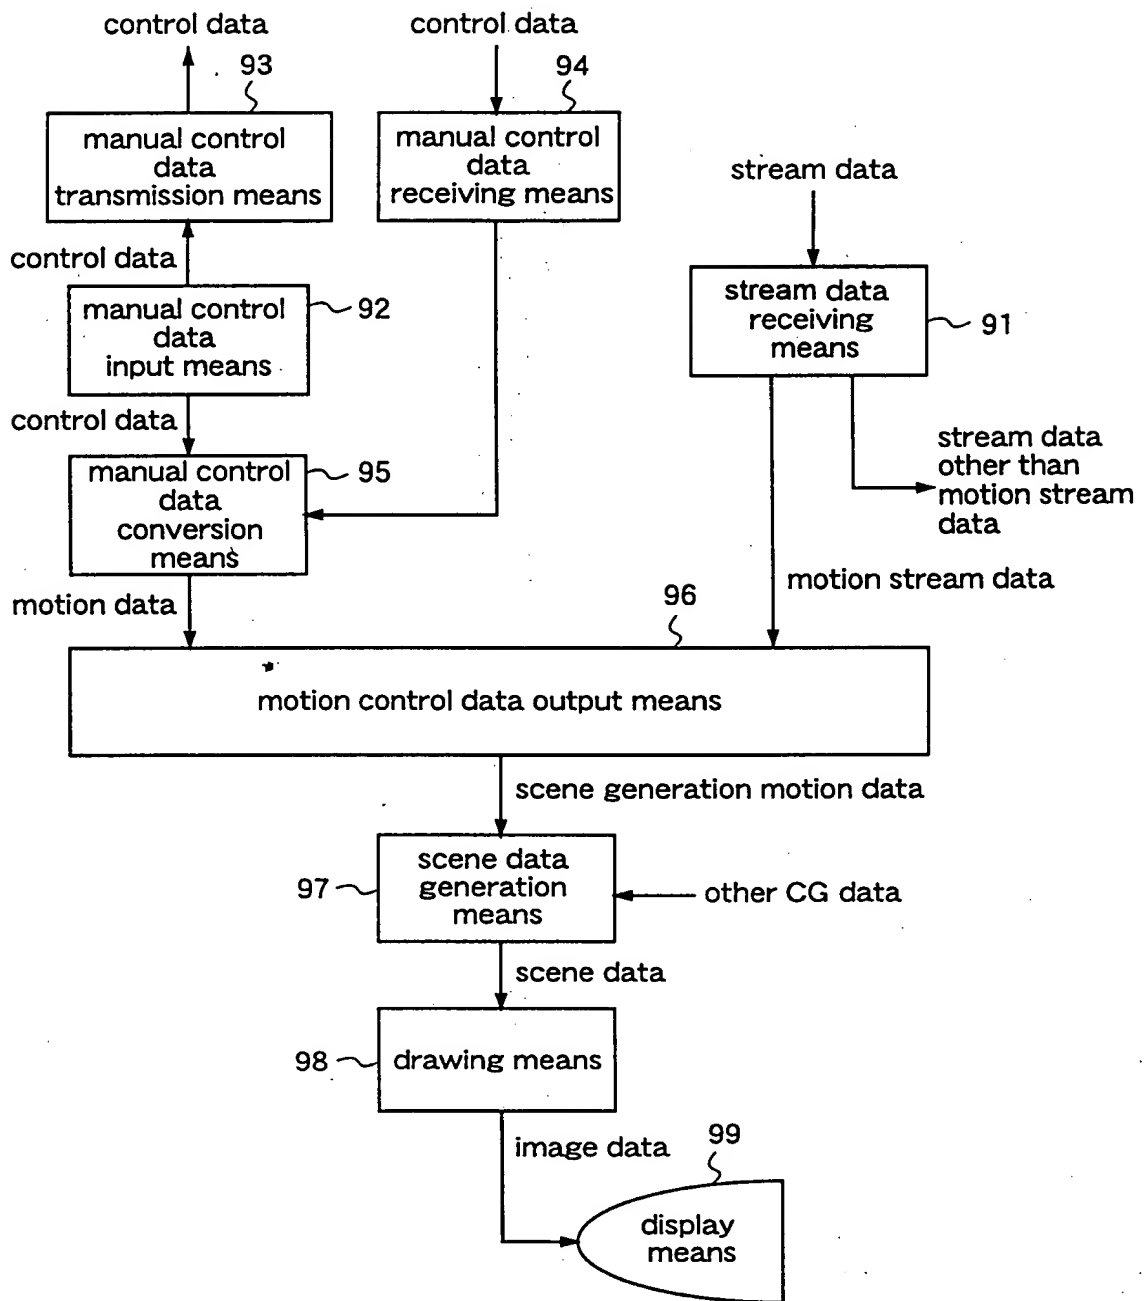 control data
control data
93
94
manual control
data
transmission means
manual control
data
receiving means
stream data
control data
manual control
data
input means
92
stream data
receiving
means
91
control data
manual control
data
conversion
means
95
stream data
other than
motion stream
data
motion data
96
motion stream data
motion control data output means
scene generation motion data
97
scene data
generation
means
other CG data
scene data
98
drawing means
image data
99
display
means